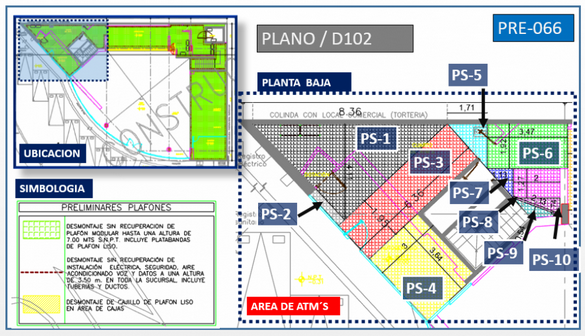 PLANO / D102
PRE-066
PLANTA BAJA
PS-5
8.36
1,71
COLINDA CON LOCAL COMERCIAL (TORTERIA)
PS-1
3,47
PS-6
PS-3
PS-7
PS-2
PS-8
PS-9
PS-10
3
3,64
PS-4
AREA DE ATM´S
UBICACION
SIMBOLOGIA
PRELIMINARES PLAFONES
DESMONTAJE SIN RECUPERACION DE
PLAFÓN MODULAR HASTA UNA ALTURA DE
7.00 MTS S.N.P.T. INCLUYE PLATABANDAS
DE PLAFON LISO.
DESMONTAJE SIN RECUPERACION DE
INSTALACIÓN ELÉCTRICA, SEGURIDAD, AIRE
ACONDICIONADO VOZ Y DATOS A UNA ALTURA
DE 3.50 m. EN TODA LA SUCURSAL, INCLUYE
TUBERIAS Y DUCTOS.
DESMONTAJE DE CAJILLO DE PLAFON LISO
EN AREA DE CAJAS